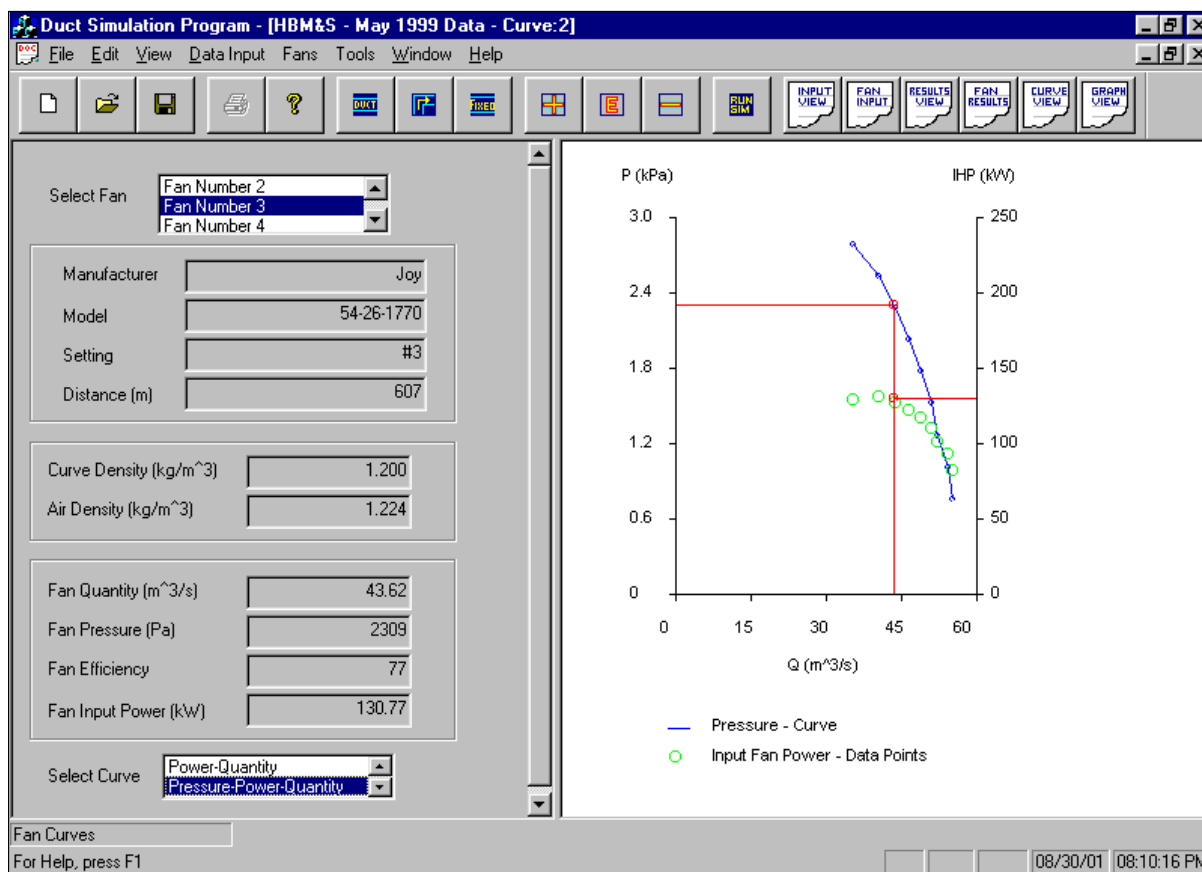 Duct Simulation Program - [HBM&S - May 1999 Data - Curve:2]
DOC File Edit View Data Input Fans Tools Window Help
? DUCT FIXED E RUN SIM INPUT VIEW FAN INPUT RESULTS VIEW FAN RESULTS CURVE VIEW GRAPH VIEW
Select Fan
Fan Number 2
Fan Number 3
Fan Number 4
Manufacturer Joy
Model 54-26-1770
Setting #3
Distance (m) 607
Curve Density (kg/m^3) 1.200
Air Density (kg/m^3) 1.224
Fan Quantity (m^3/s) 43.62
Fan Pressure (Pa) 2309
Fan Efficiency 77
Fan Input Power (kW) 130.77
Select Curve
Power-Quantity
Pressure-Power-Quantity
P (kPa) IHP (kW)
3.0 250
2.4 200
1.8 150
1.2 100
0.6 50
0 0
0 15 30 45 60
Q (m^3/s)
Pressure - Curve
Input Fan Power - Data Points
Fan Curves
For Help, press F1 08/30/01 08:10:16 PM